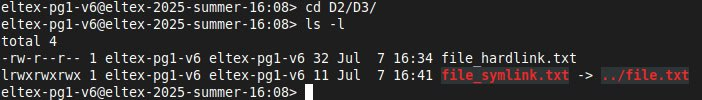 eltex-pg1-v6@eltex-2025-summer-16:08> cd D2/D3/
eltex-pg1-v6@eltex-2025-summer-16:08> ls -l
total 4
-rw-r--r-- 1 eltex-pg1-v6 eltex-pg1-v6 32 Jul  7 16:34 file_hardlink.txt
lrwxrwxrwx 1 eltex-pg1-v6 eltex-pg1-v6 11 Jul  7 16:41 file_symlink.txt -> ../file.txt
eltex-pg1-v6@eltex-2025-summer-16:08>